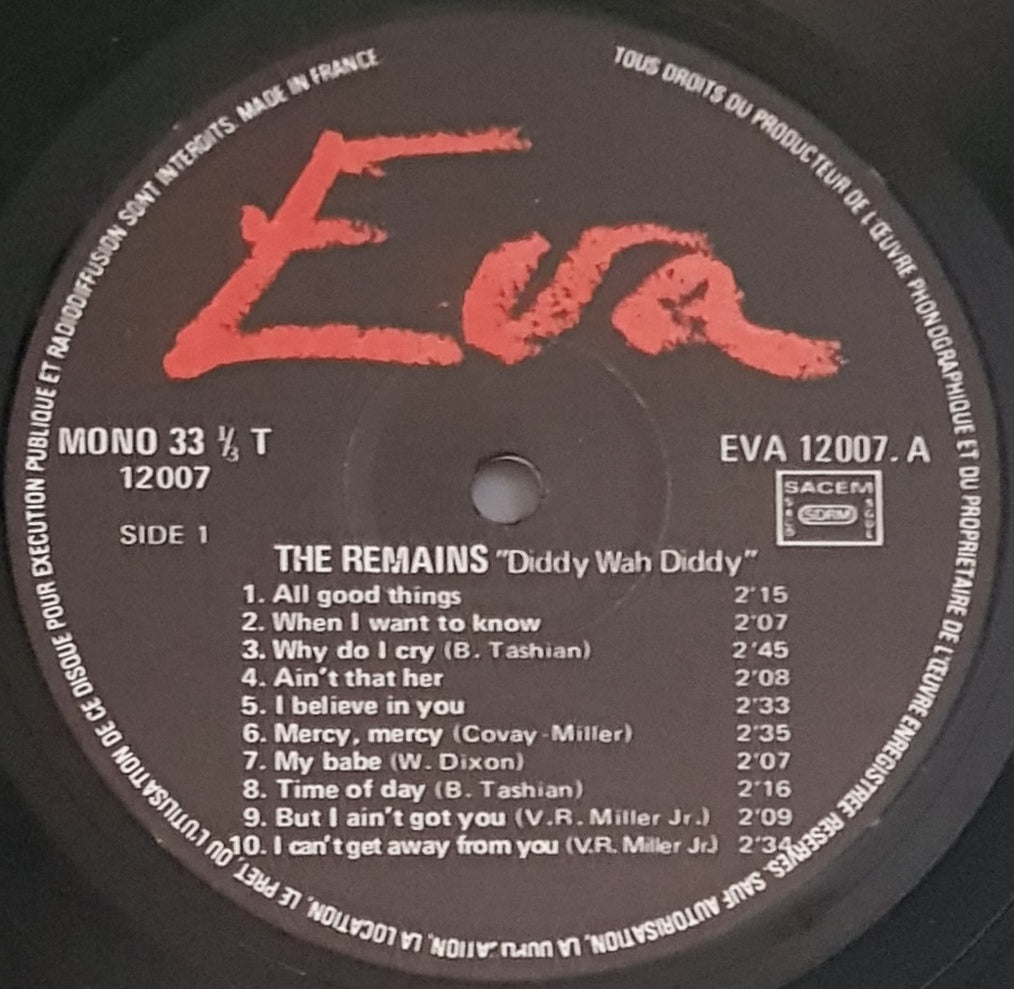 TOUS DROITS DU PRODUCTEUR DE L'ŒUVRE PHONOGRAPHIQUE ET DU PROPRIETAIRE DE L'ŒUVRE ENREGISTREE RESERVES. SAUF AUTORISATION, LA DUPLICATION, LA LOCATION, LE PRET, OU L'UTILISATION DE CE DISQUE POUR EXECUTION PUBLIQUE ET RADIODIFFUSION SONT INTERDITS. MADE IN FRANCE
Eva
MONO 33 ⅓ T
12007
SIDE 1
EVA 12007. A
SACEM
SDRM
THE REMAINS "Diddy Wah Diddy"
1. All good things 2'15
2. When I want to know 2'07
3. Why do I cry (B. Tashian) 2'45
4. Ain't that her 2'08
5. I believe in you 2'33
6. Mercy, mercy (Covay-Miller) 2'35
7. My babe (W. Dixon) 2'07
8. Time of day (B. Tashian) 2'16
9. But I ain't got you (V.R. Miller Jr.) 2'09
10. I can't get away from you (V.R. Miller Jr.) 2'34